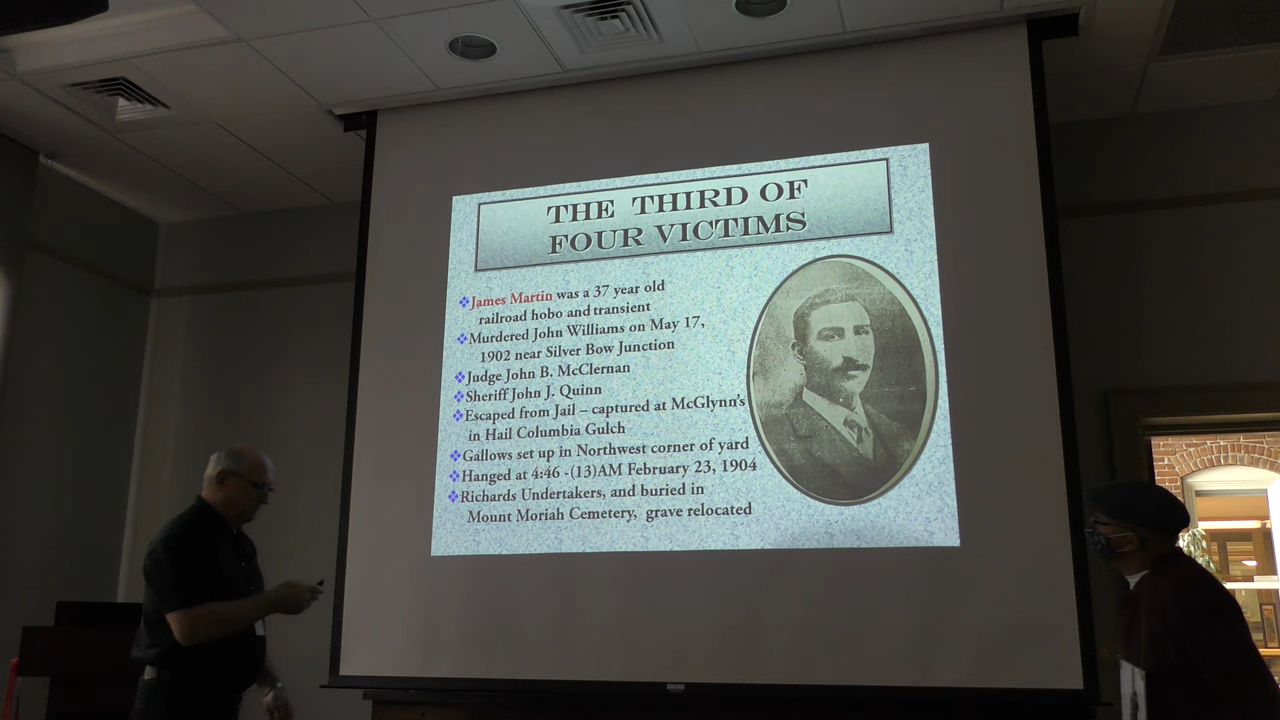 THE THIRD OF
FOUR VICTIMS
James Martin was a 37 year old
railroad hobo and transient
Murdered John Williams on May 17,
1902 near Silver Bow Junction
Judge John B. McClernan
Sheriff John J. Quinn
Escaped from Jail – captured at McGlynn's
in Hail Columbia Gulch
Gallows set up in Northwest corner of yard
Hanged at 4:46 -(13)AM February 23, 1904
Richards Undertakers, and buried in
Mount Moriah Cemetery, grave relocated